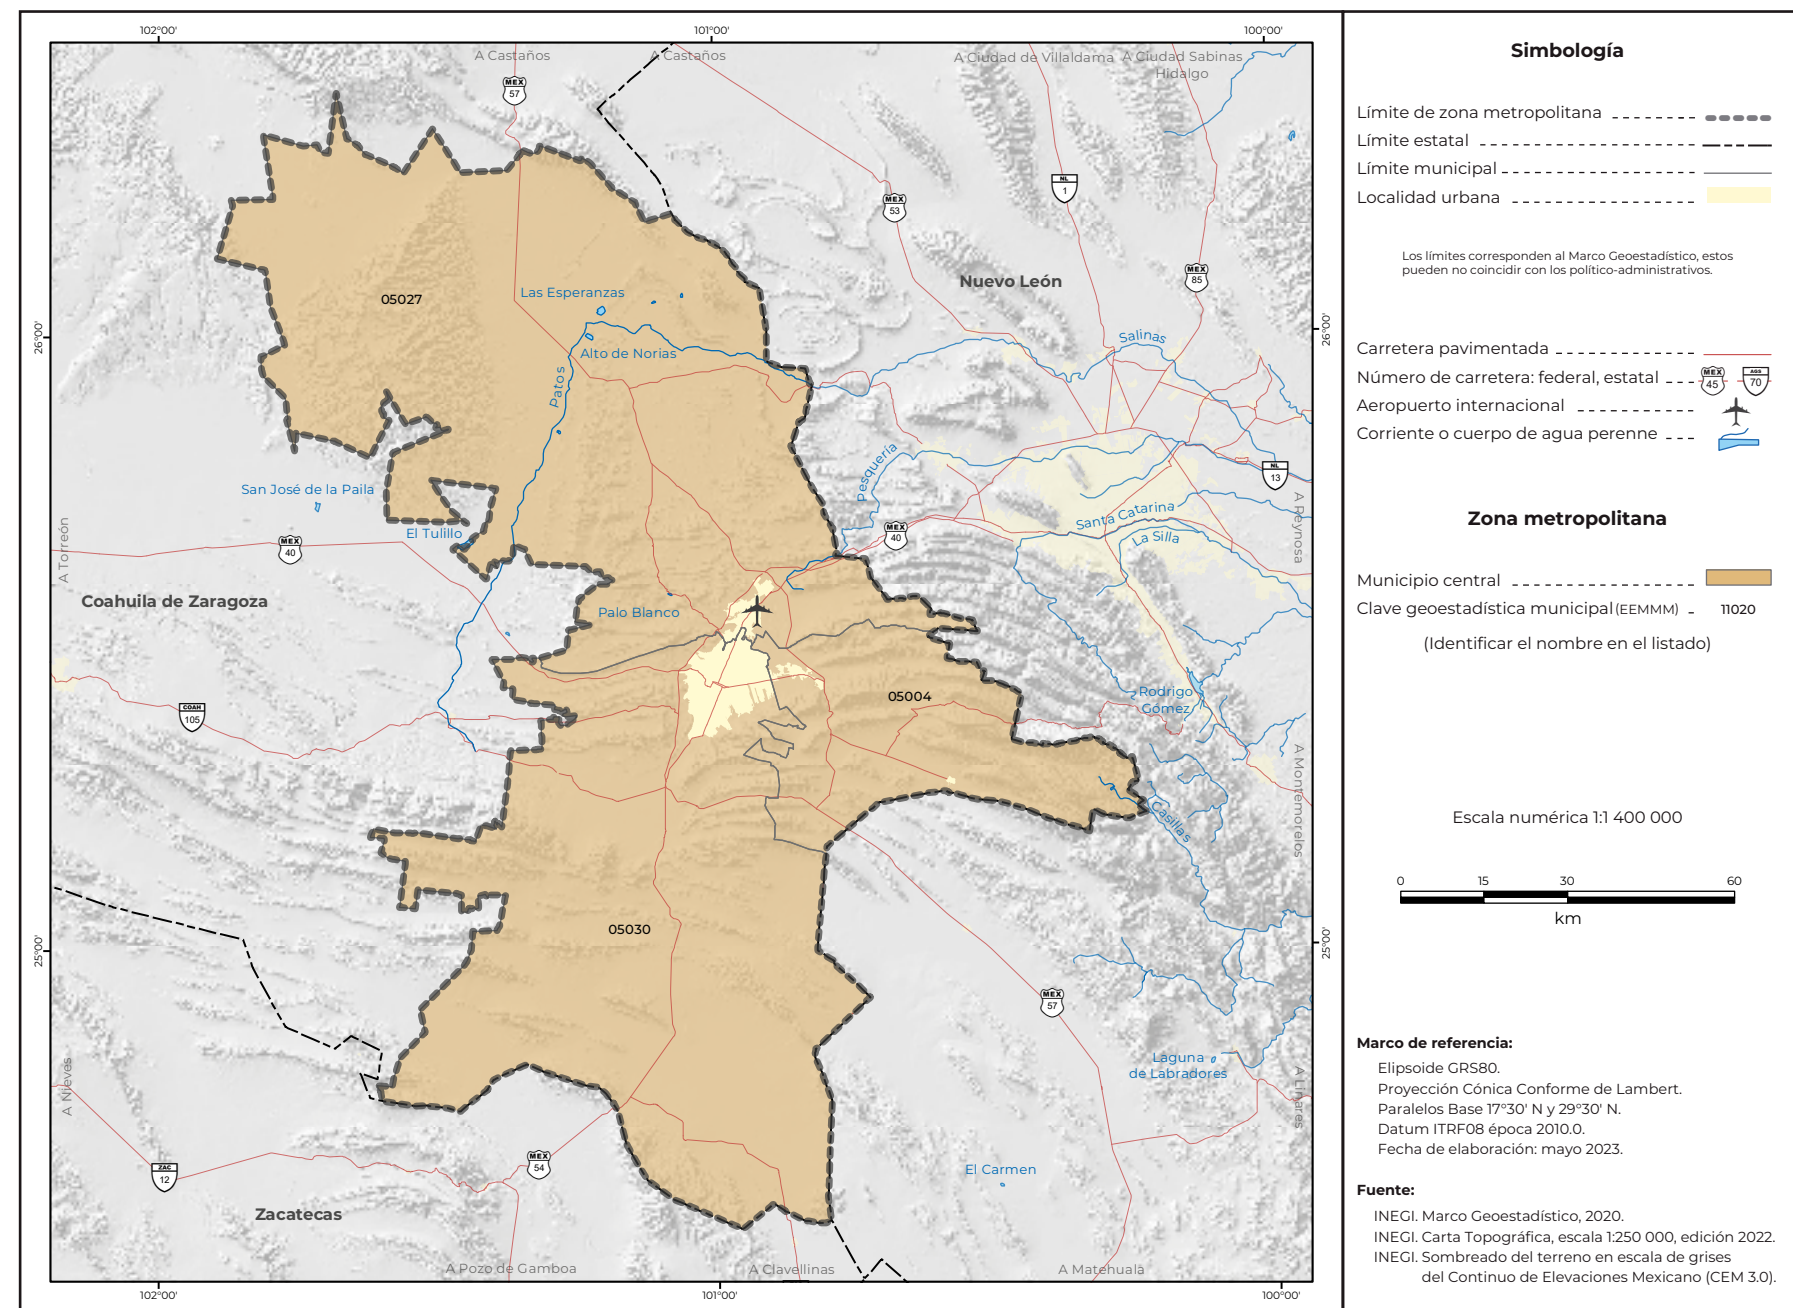 102°00'
101°00'
100°00'
A Castaños
A Castaños
A Ciudad de Villaldama
A Ciudad Sabinas
Hidalgo
MEX
57
MEX
53
NL
1
MEX
85
Nuevo León
05027
Las Esperanzas
Alto de Norias
Patos
Salinas
26°00'
26°00'
Pesquería
NL
13
San José de la Paila
El Tulillo
MEX
40
MEX
40
Santa Catarina
La Silla
A Reynosa
A Torreón
Coahuila de Zaragoza
Palo Blanco
05004
Rodrigo
Gómez
COAH
105
A Montemorelos
Casillas
05030
25°00'
25°00'
MEX
57
Laguna
de Labradores
A Linares
A Nieves
ZAC
12
MEX
54
El Carmen
Zacatecas
A Pozo de Gamboa
A Clavellinas
A Matehuala
102°00'
101°00'
100°00'
Simbología
Límite de zona metropolitana
Límite estatal
Límite municipal
Localidad urbana
Los límites corresponden al Marco Geoestadístico, estos
pueden no coincidir con los político-administrativos.
Carretera pavimentada
Número de carretera: federal, estatal
MEX
45
AGS
70
Aeropuerto internacional
Corriente o cuerpo de agua perenne
Zona metropolitana
Municipio central
Clave geoestadística municipal (EEMMM) 11020
(Identificar el nombre en el listado)
Escala numérica 1:1 400 000
0 15 30 60
km
Marco de referencia:
Elipsoide GRS80.
Proyección Cónica Conforme de Lambert.
Paralelos Base 17°30' N y 29°30' N.
Datum ITRF08 época 2010.0.
Fecha de elaboración: mayo 2023.
Fuente:
INEGI. Marco Geoestadístico, 2020.
INEGI. Carta Topográfica, escala 1:250 000, edición 2022.
INEGI. Sombreado del terreno en escala de grises
del Continuo de Elevaciones Mexicano (CEM 3.0).